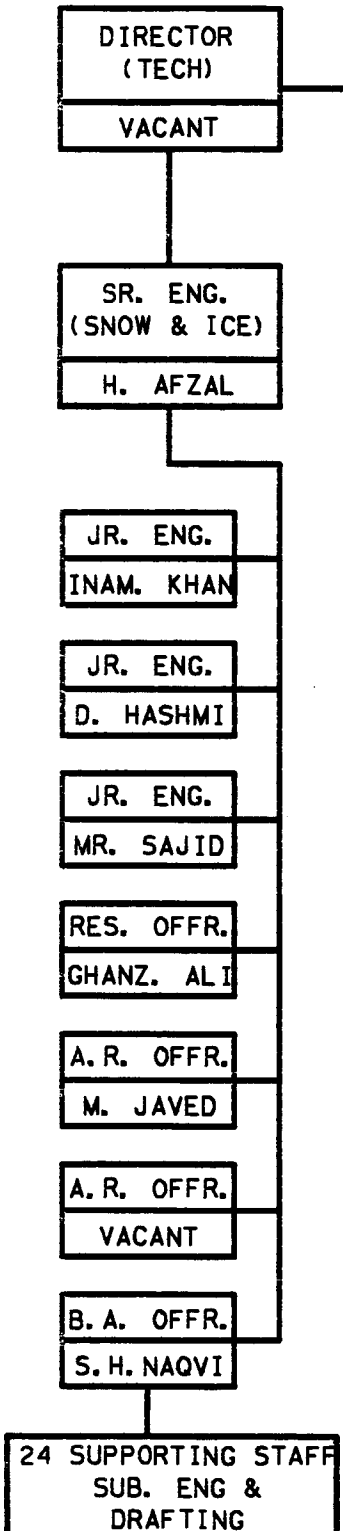 DIRECTOR
(TECH)
VACANT
SR. ENG.
(SNOW & ICE)
H. AFZAL
JR. ENG.
INAM. KHAN
JR. ENG.
D. HASHMI
JR. ENG.
MR. SAJID
RES. OFFR.
GHANZ. ALI
A.R. OFFR.
M. JAVED
A.R. OFFR.
VACANT
B.A. OFFR.
S.H.NAQVI
24 SUPPORTING STAFF
SUB. ENG &
DRAFTING